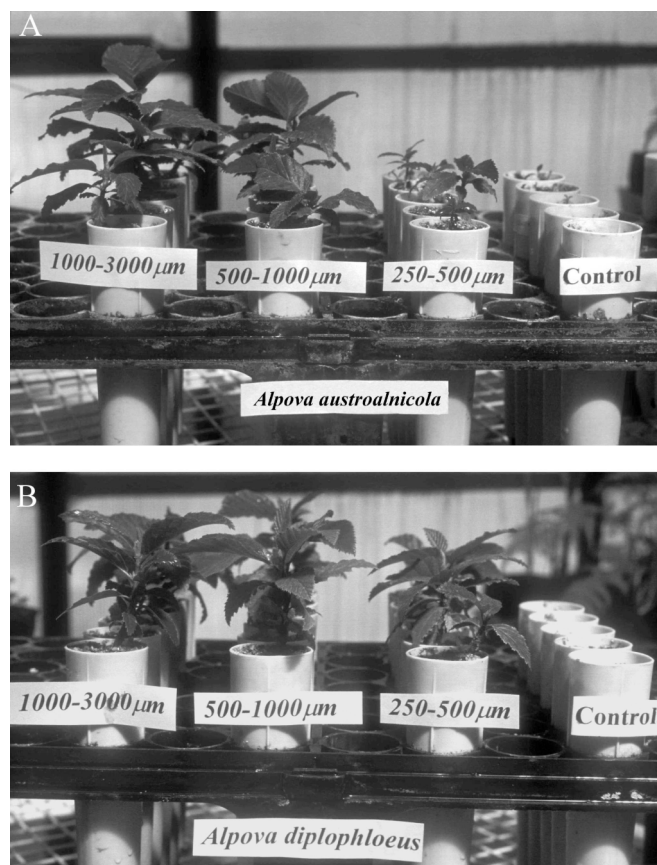 A
1000-3000µm
500-1000µm
250-500µm
Control
Alpova austroalnicola
B
1000-3000µm
500-1000µm
250-500µm
Control
Alpova diplophloeus